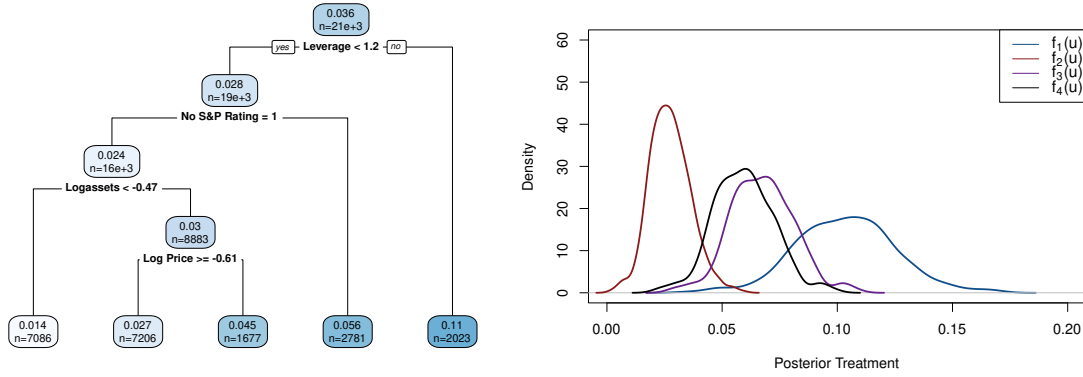 0.036
n=21e+3
yes Leverage < 1.2 no
0.028
n=19e+3
No S&P Rating = 1
0.024
n=16e+3
Logassets < -0.47
0.03
n=8883
Log Price >= -0.61
0.014
n=7086
0.027
n=7206
0.045
n=1677
0.056
n=2781
0.11
n=2023
60
50
40
30
20
10
0
Density
0.00 0.05 0.10 0.15 0.20
Posterior Treatment
f₁(u)
f₂(u)
f₃(u)
f₄(u)